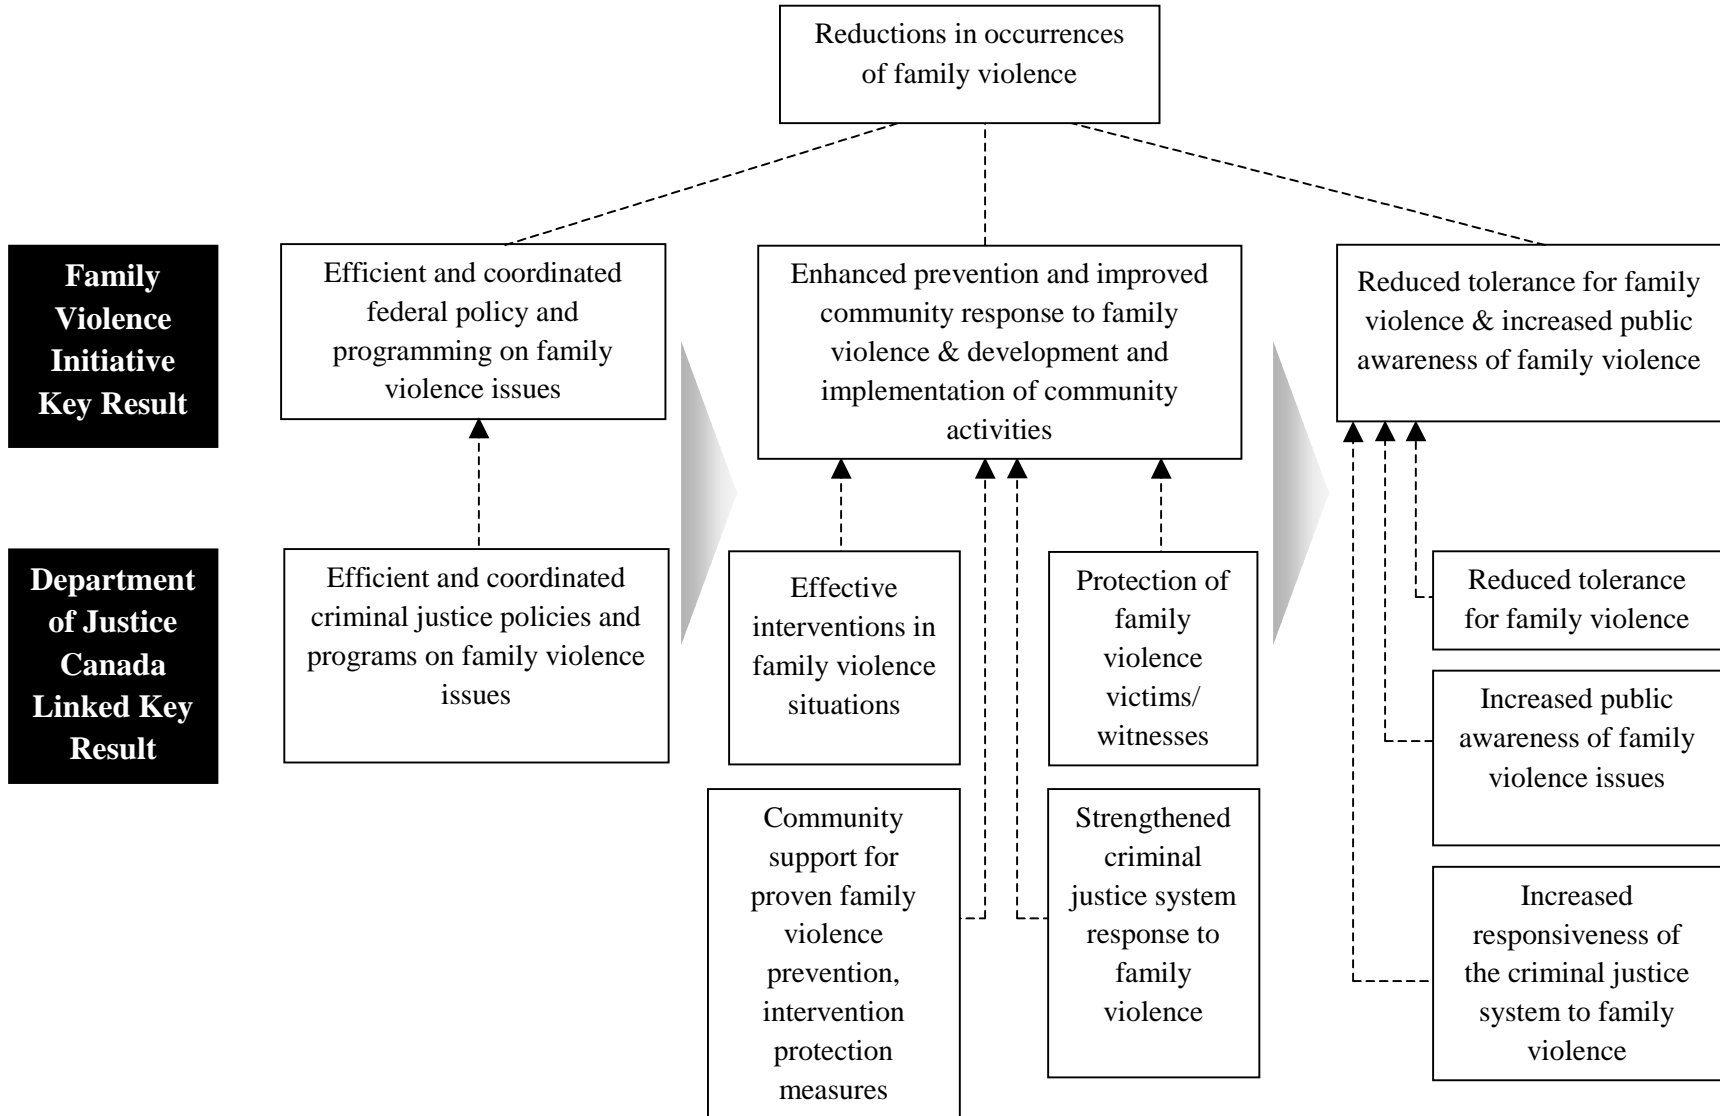 Reductions in occurrences
of family violence
Family
Violence
Initiative
Key Result
Efficient and coordinated
federal policy and
programming on family
violence issues
Enhanced prevention and improved
community response to family
violence & development and
implementation of community
activities
Reduced tolerance for family
violence & increased public
awareness of family violence
Department
of Justice
Canada
Linked Key
Result
Efficient and coordinated
criminal justice policies and
programs on family violence
issues
Effective
interventions in
family violence
situations
Protection of
family
violence
victims/
witnesses
Reduced tolerance
for family violence
Increased public
awareness of family
violence issues
Community
support for
proven family
violence
prevention,
intervention
protection
measures
Strengthened
criminal
justice system
response to
family
violence
Increased
responsiveness of
the criminal justice
system to family
violence